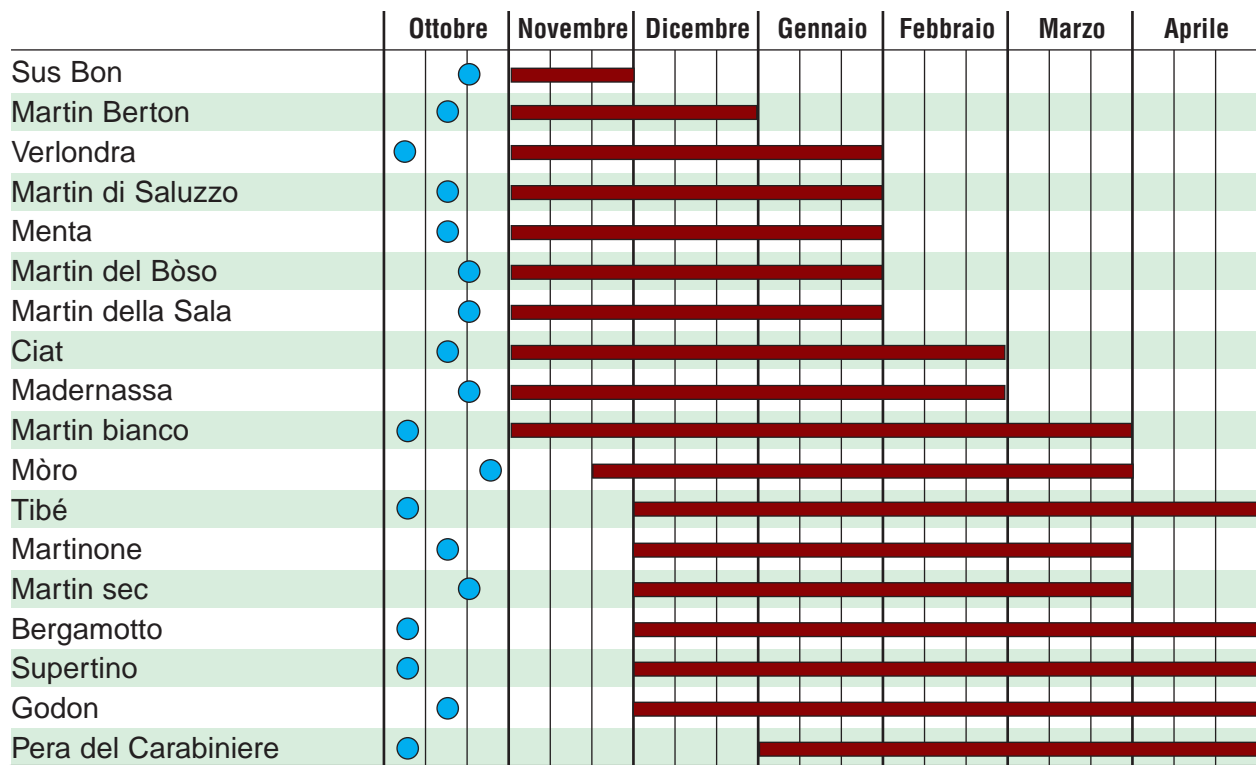 Ottobre Novembre Dicembre Gennaio Febbraio Marzo Aprile
Sus Bon
Martin Berton
Verlondra
Martin di Saluzzo
Menta
Martin del Bòso
Martin della Sala
Ciat
Madernassa
Martin bianco
Mòro
Tibé
Martinone
Martin sec
Bergamotto
Supertino
Godon
Pera del Carabiniere